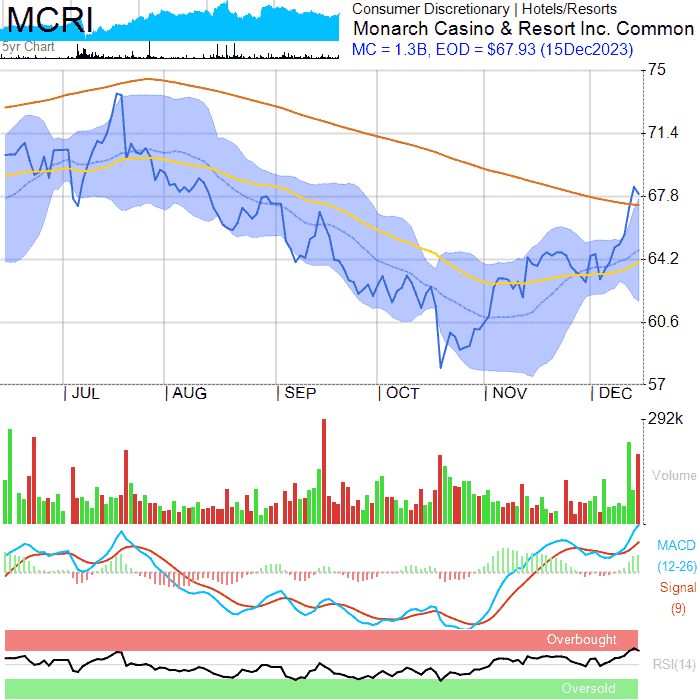 MCRI
5yr Chart
Consumer Discretionary | Hotels/Resorts
Monarch Casino & Resort Inc. Common
MC = 1.3B, EOD = $67.93 (15Dec2023)
75
71.4
67.8
64.2
60.6
57
JUL
AUG
SEP
OCT
NOV
DEC
292k
Volume
MACD
(12-26)
Signal
(9)
Overbought
RSI(14)
Oversold